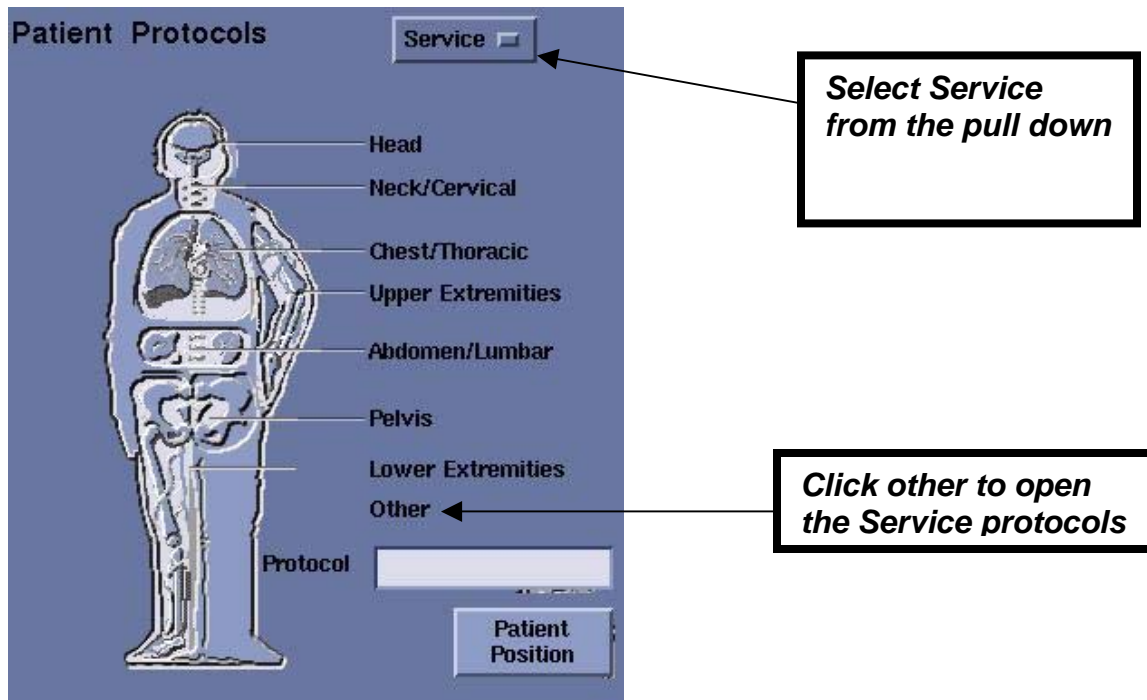 Patient Protocols
Service
Select Service
from the pull down
Head
Neck/Cervical
Chest/Thoracic
Upper Extremities
Abdomen/Lumbar
Pelvis
Lower Extremities
Other
Click other to open
the Service protocols
Protocol
Patient
Position